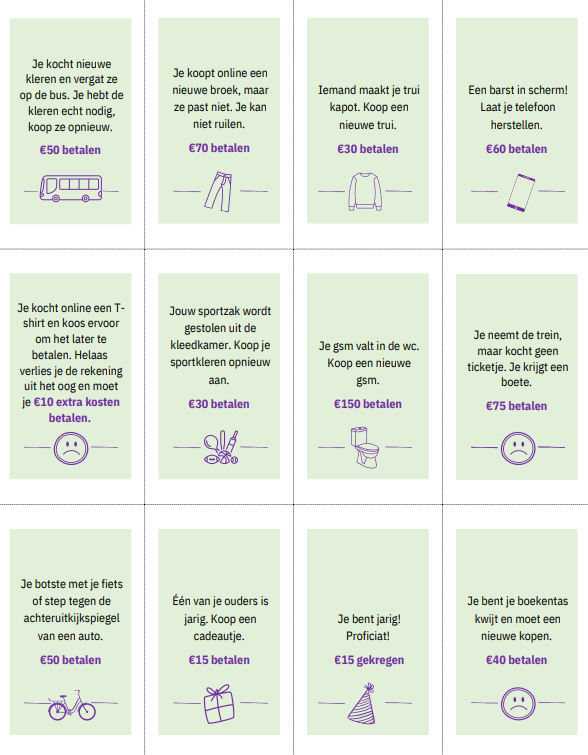 Je kocht nieuwe
kleren en vergat ze
op de bus. Je hebt de
kleren echt nodig,
koop ze opnieuw.
€50 betalen
Je koopt online een
nieuwe broek, maar
ze past niet. Je kan
niet ruilen.
€70 betalen
Iemand maakt je trui
kapot. Koop een
nieuwe trui.
€30 betalen
Een barst in scherm!
Laat je telefoon
herstellen.
€60 betalen
Je kocht online een T-
shirt en koos ervoor
om het later te
betalen. Helaas
verlies je de rekening
uit het oog en moet
je €10 extra kosten
betalen.
Jouw sportzak wordt
gestolen uit de
kleedkamer. Koop je
sportkleren opnieuw
aan.
€30 betalen
Je gsm valt in de wc.
Koop een nieuwe
gsm.
€150 betalen
Je neemt de trein,
maar kocht geen
ticketje. Je krijgt een
boete.
€75 betalen
Je botste met je fiets
of step tegen de
achteruitkijkspiegel
van een auto.
€50 betalen
Één van je ouders is
jarig. Koop een
cadeautje.
€15 betalen
Je bent jarig!
Proficiat!
€15 gekregen
Je bent je boekentas
kwijt en moet een
nieuwe kopen.
€40 betalen